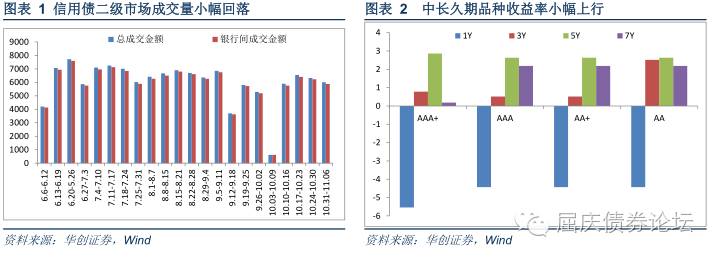 图表 1 信用债二级市场成交量小幅回落
总成交金额
银行间成交金额
9000
8000
7000
6000
5000
4000
3000
2000
1000
0
6.6-6.12
6.13-6.19
6.20-5.26
6.27-7.3
7.4-7.10
7.11-7.17
7.18-7.24
7.25-7.31
8.1-8.7
8.8-8.15
8.15-8.21
8.22-8.28
8.29-9.4
9.5-9.11
9.12-9.18
9.19-9.25
9.26-10.02
10.03-10.09
10.10-10.16
10.17-10.23
10.24-10.30
10.31-11.06
资料来源：华创证券，Wind
图表 2 中长久期品种收益率小幅上行
1Y
3Y
5Y
7Y
4
3
2
1
0
-1
-2
-3
-4
-5
-6
AAA+
AAA
AA+
AA
屈庆债券论坛
资料来源：华创证券，Wind